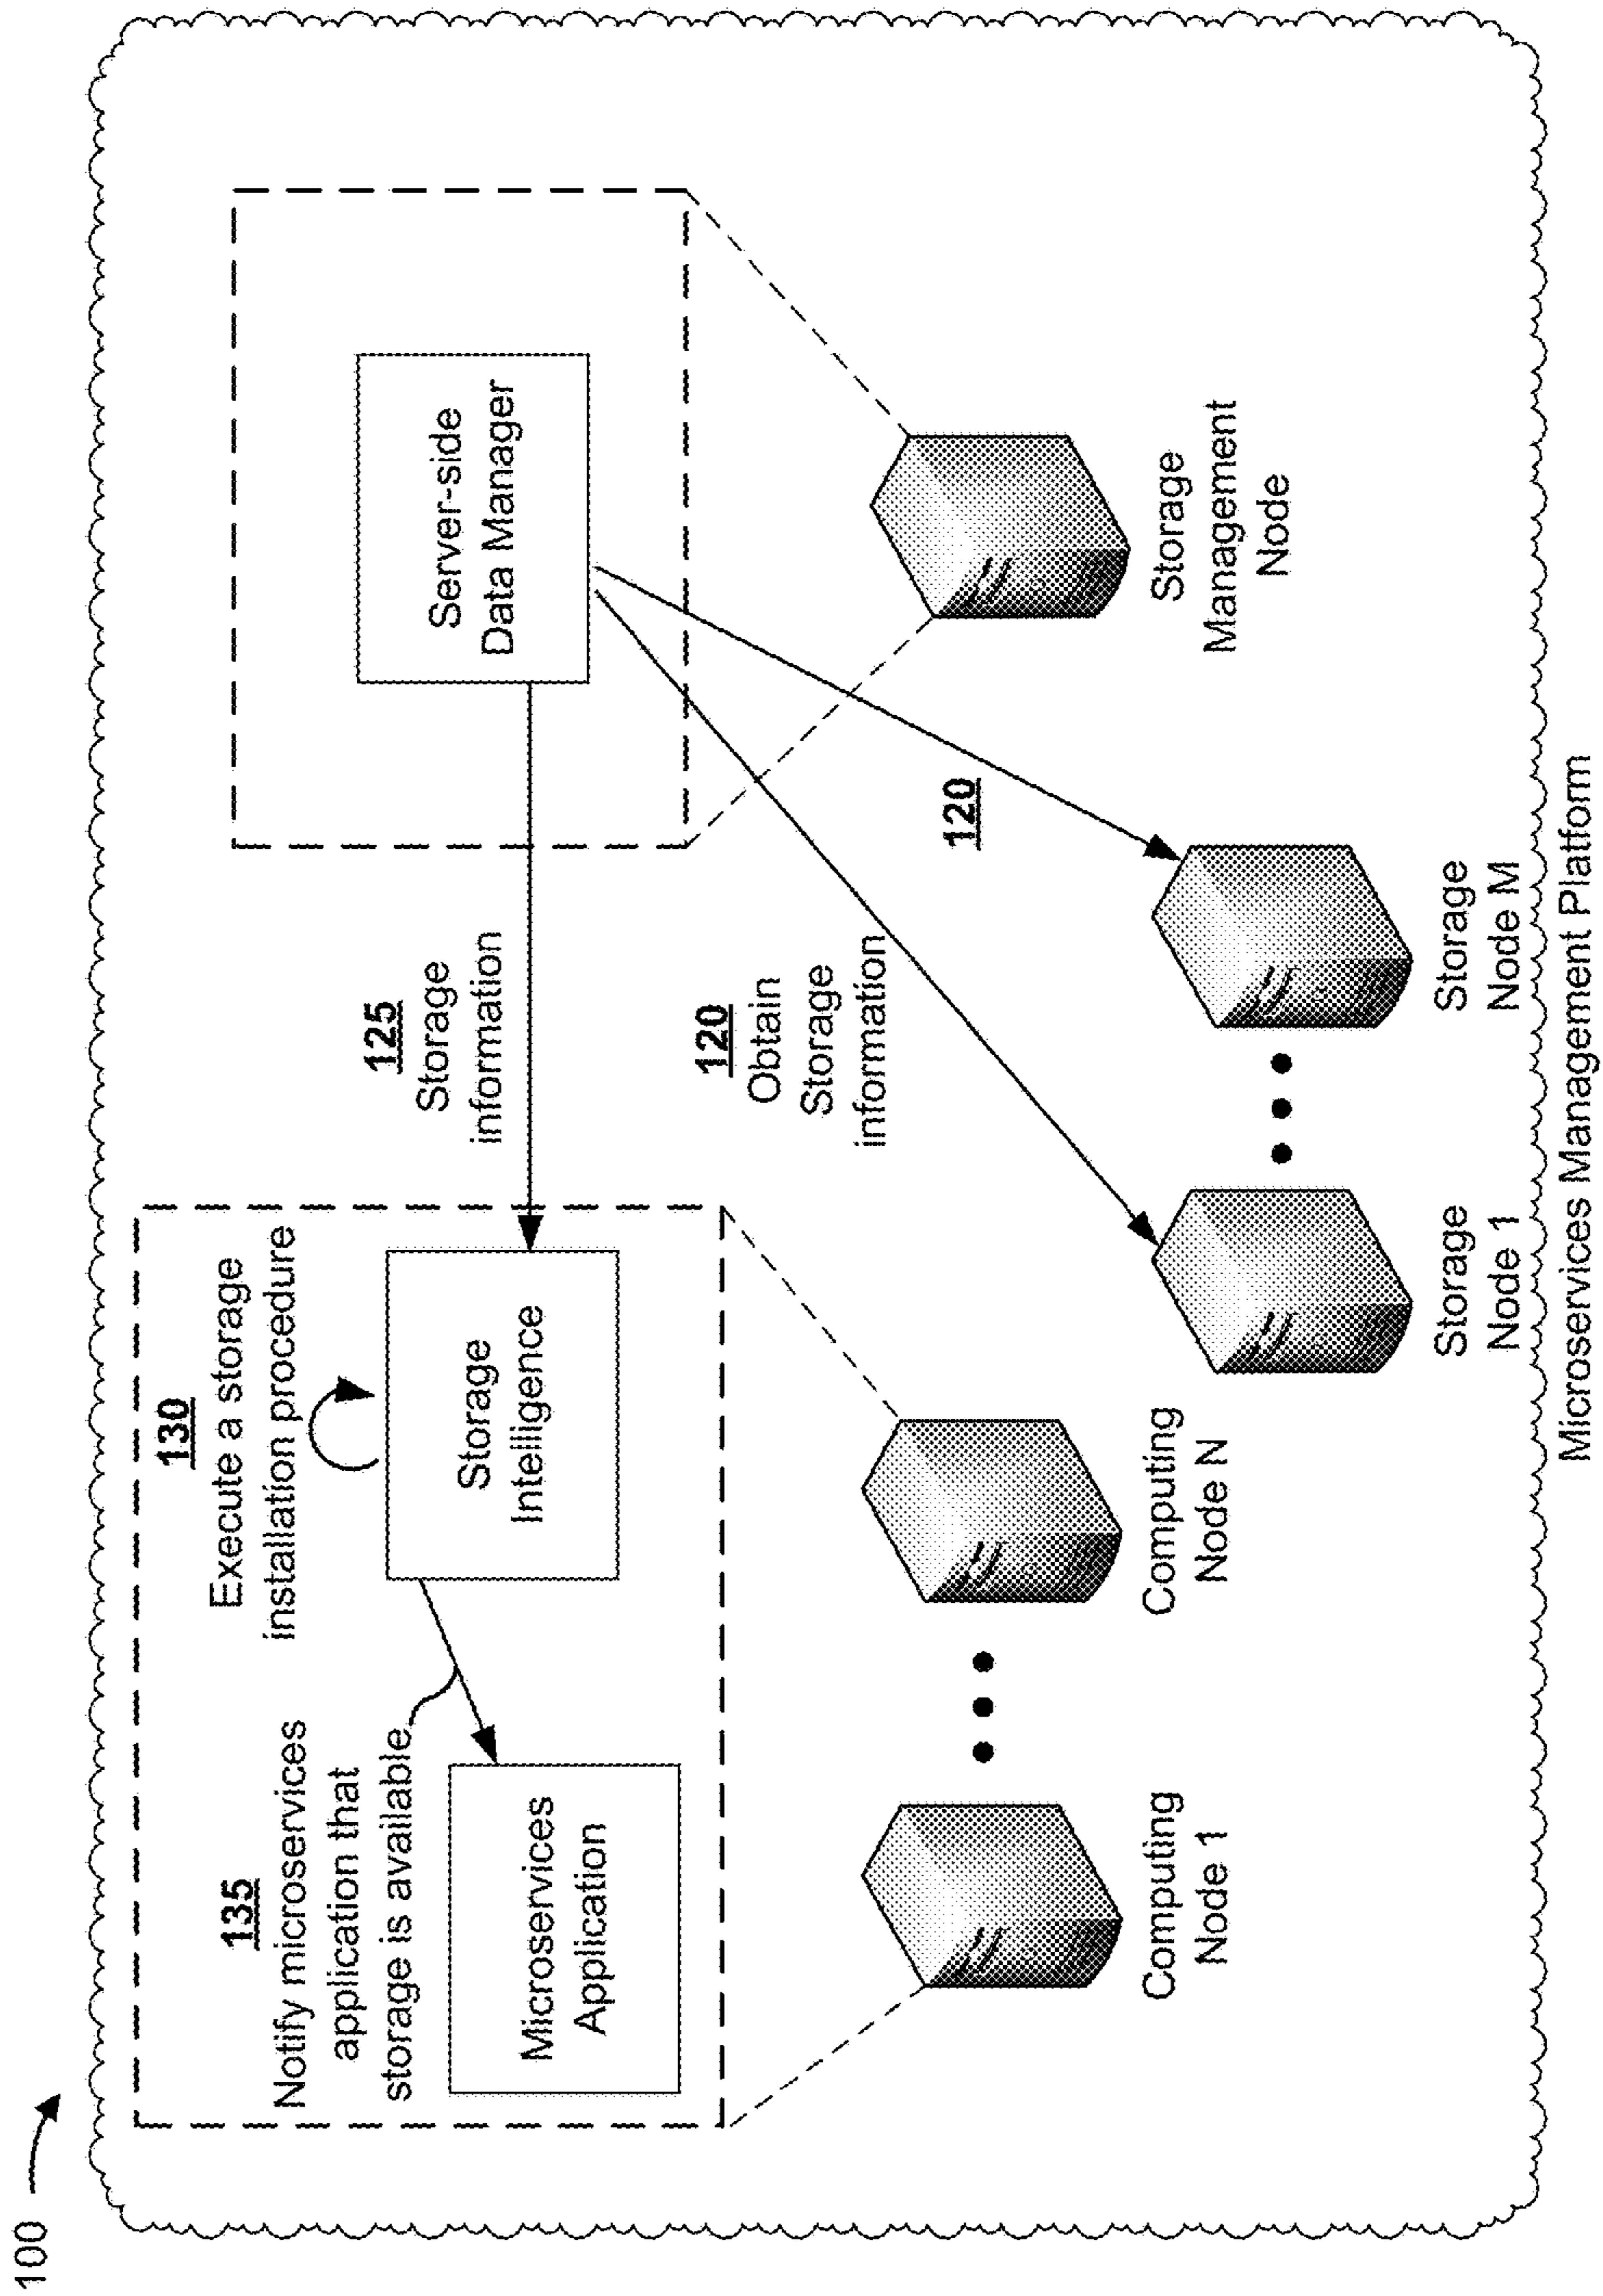 100
130
Execute a storage
installation procedure
135
Notify microservices
application that
storage is available
Storage
Intelligence
Microservices
Application
125
Storage
information
Server-side
Data Manager
120
Obtain
Storage
information
120
Computing
Node 1
Computing
Node N
Storage
Management
Node
Storage
Node 1
Storage
Node M
Microservices Management Platform